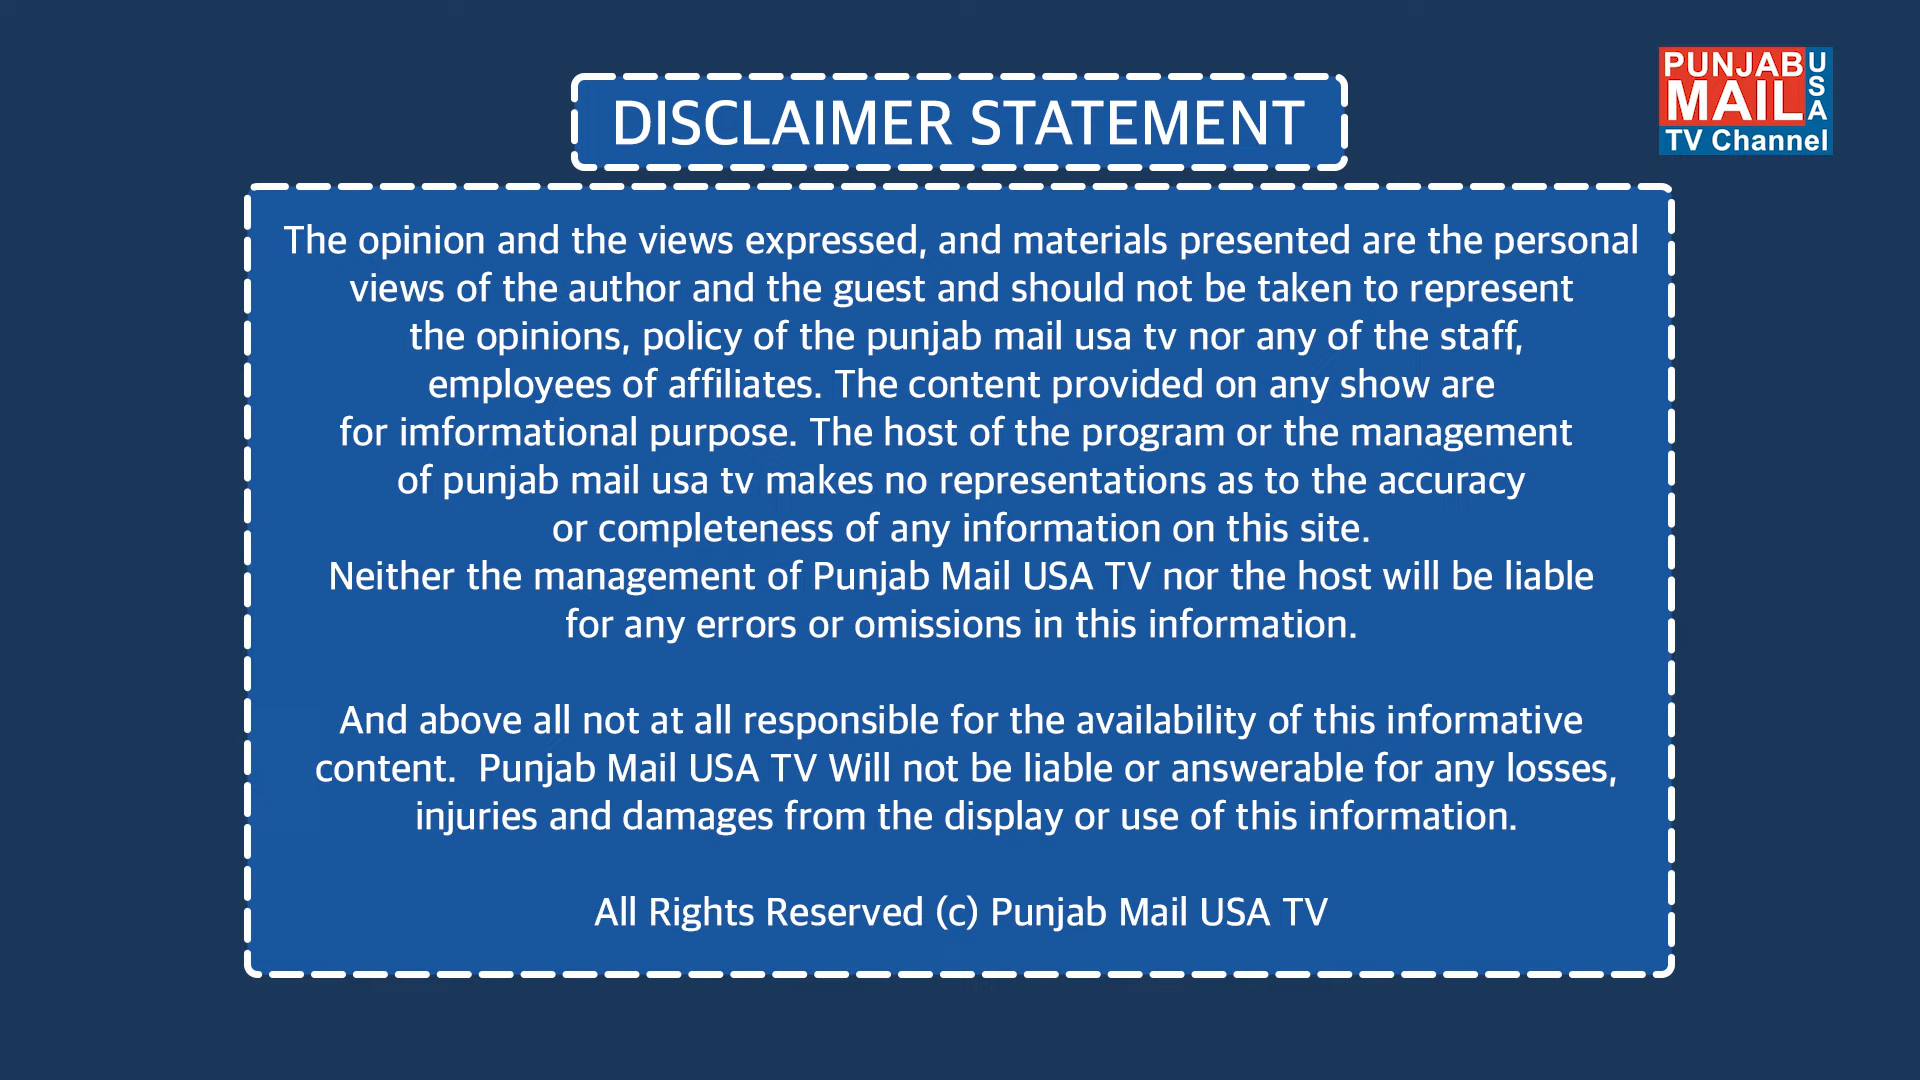 DISCLAIMER STATEMENT
PUNJAB USA
MAIL
TV Channel
The opinion and the views expressed, and materials presented are the personal
views of the author and the guest and should not be taken to represent
the opinions, policy of the punjab mail usa tv nor any of the staff,
employees of affiliates. The content provided on any show are
for imformational purpose. The host of the program or the management
of punjab mail usa tv makes no representations as to the accuracy
or completeness of any information on this site.
Neither the management of Punjab Mail USA TV nor the host will be liable
for any errors or omissions in this information.
And above all not at all responsible for the availability of this informative
content.  Punjab Mail USA TV Will not be liable or answerable for any losses,
injuries and damages from the display or use of this information.
All Rights Reserved (c) Punjab Mail USA TV